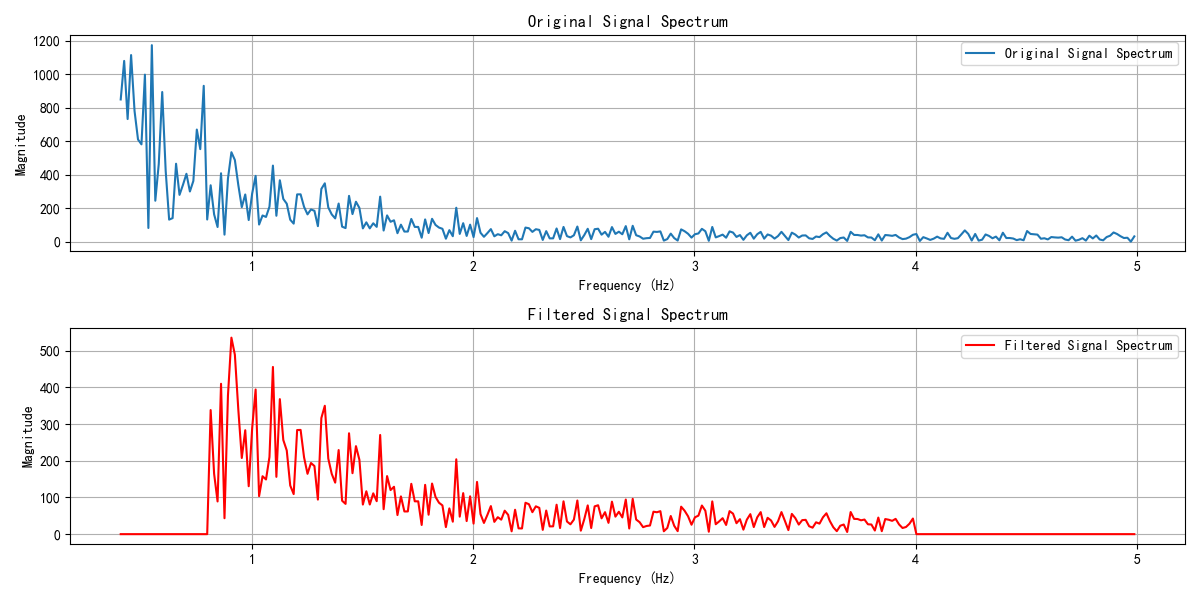 Original Signal Spectrum
1200
1000
800
600
400
200
0
Magnitude
Original Signal Spectrum
1 2 3 4 5
Frequency (Hz)
Filtered Signal Spectrum
500
400
300
200
100
0
Magnitude
Filtered Signal Spectrum
1 2 3 4 5
Frequency (Hz)